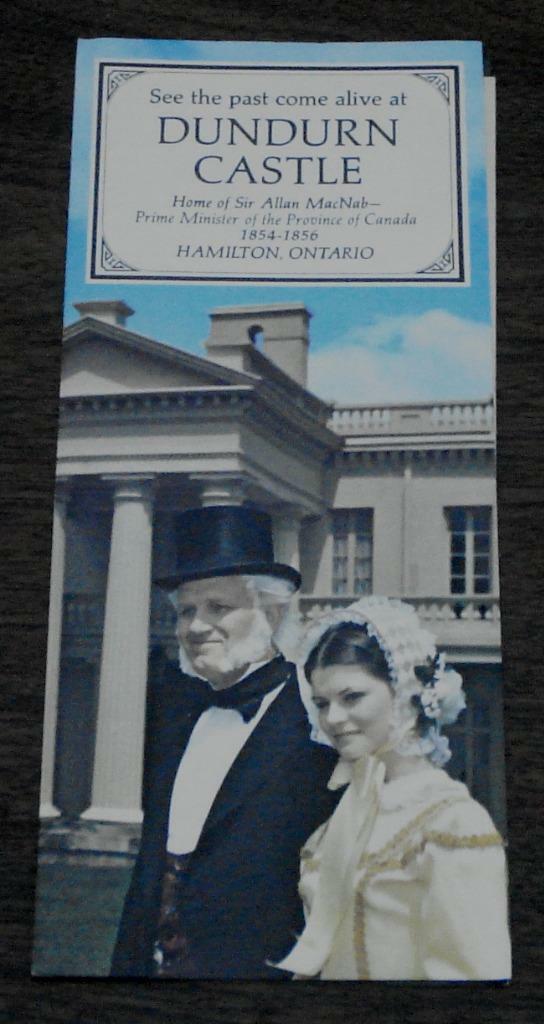 See the past come alive at
DUNDURN
CASTLE
Home of Sir Allan MacNab—
Prime Minister of the Province of Canada
1854-1856
HAMILTON, ONTARIO